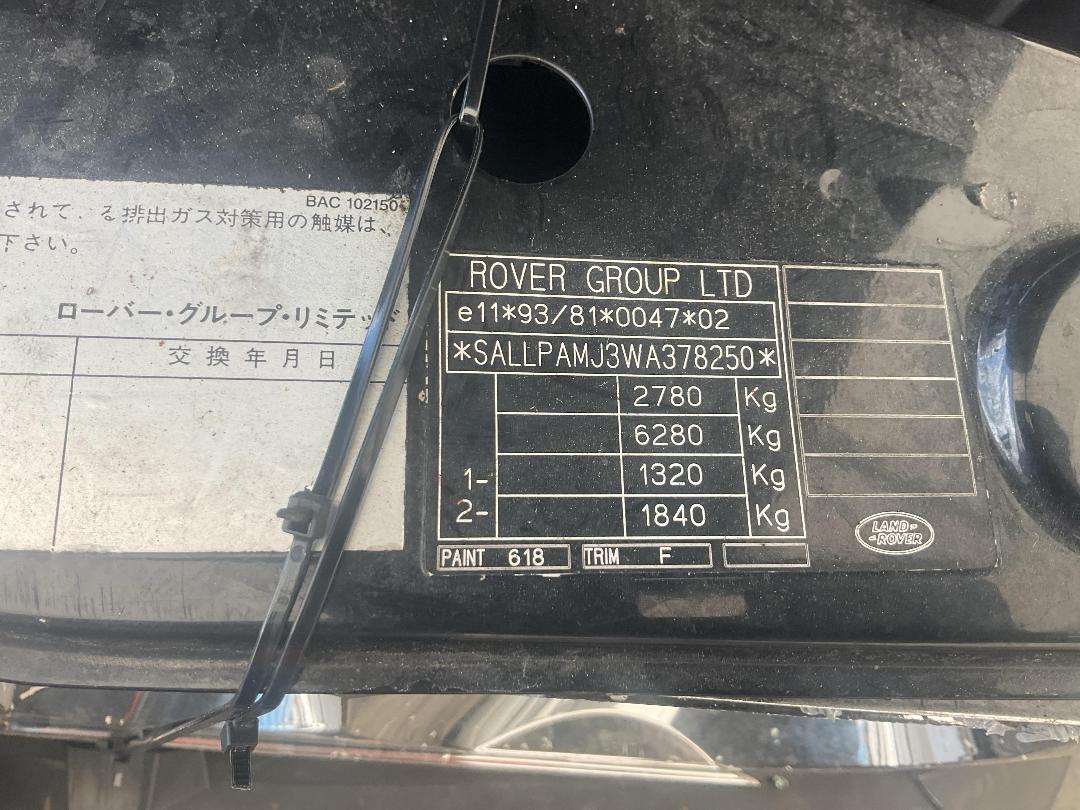 BAC 102150
されて、る排出ガス対策用の触媒は、
下さい。
ローバー・グループ・リミテッド
交換年月日
ROVER GROUP LTD
e11*93/81*0047*02
*SALLPAMJ3WA378250*
2780 Kg
6280 Kg
1- 1320 Kg
2- 1840 Kg
PAINT 618 TRIM F
LAND-
-ROVER